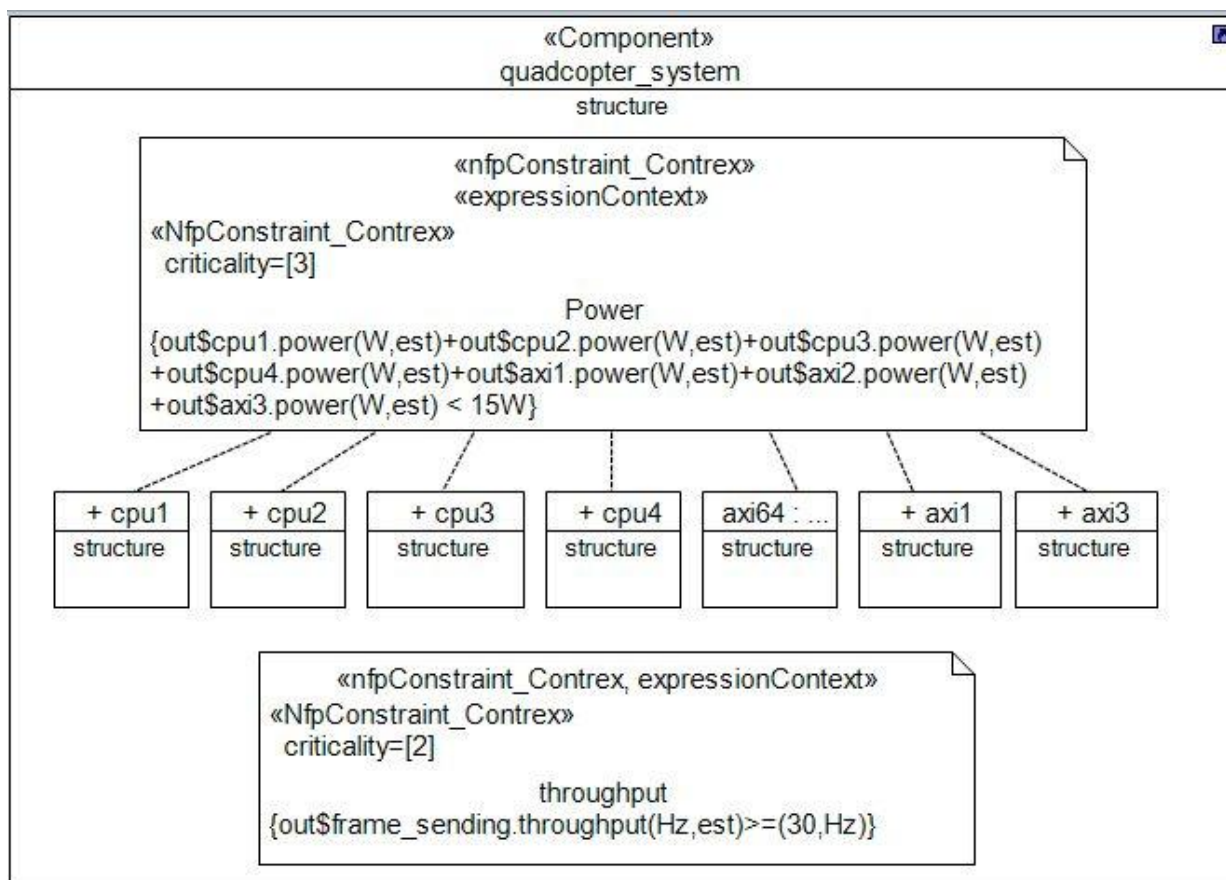 «Component»
quadcopter_system
structure
«nfpConstraint_Contrex»
«expressionContext»
«NfpConstraint_Contrex»
criticality=[3]
Power
{out$cpu1.power(W,est)+out$cpu2.power(W,est)+out$cpu3.power(W,est)
+out$cpu4.power(W,est)+out$axi1.power(W,est)+out$axi2.power(W,est)
+out$axi3.power(W,est) < 15W}
+ cpu1 + cpu2 + cpu3 + cpu4 axi64 : ... + axi1 + axi3
structure structure structure structure structure structure structure
«nfpConstraint_Contrex, expressionContext»
«NfpConstraint_Contrex»
criticality=[2]
throughput
{out$frame_sending.throughput(Hz,est)>=(30,Hz)}